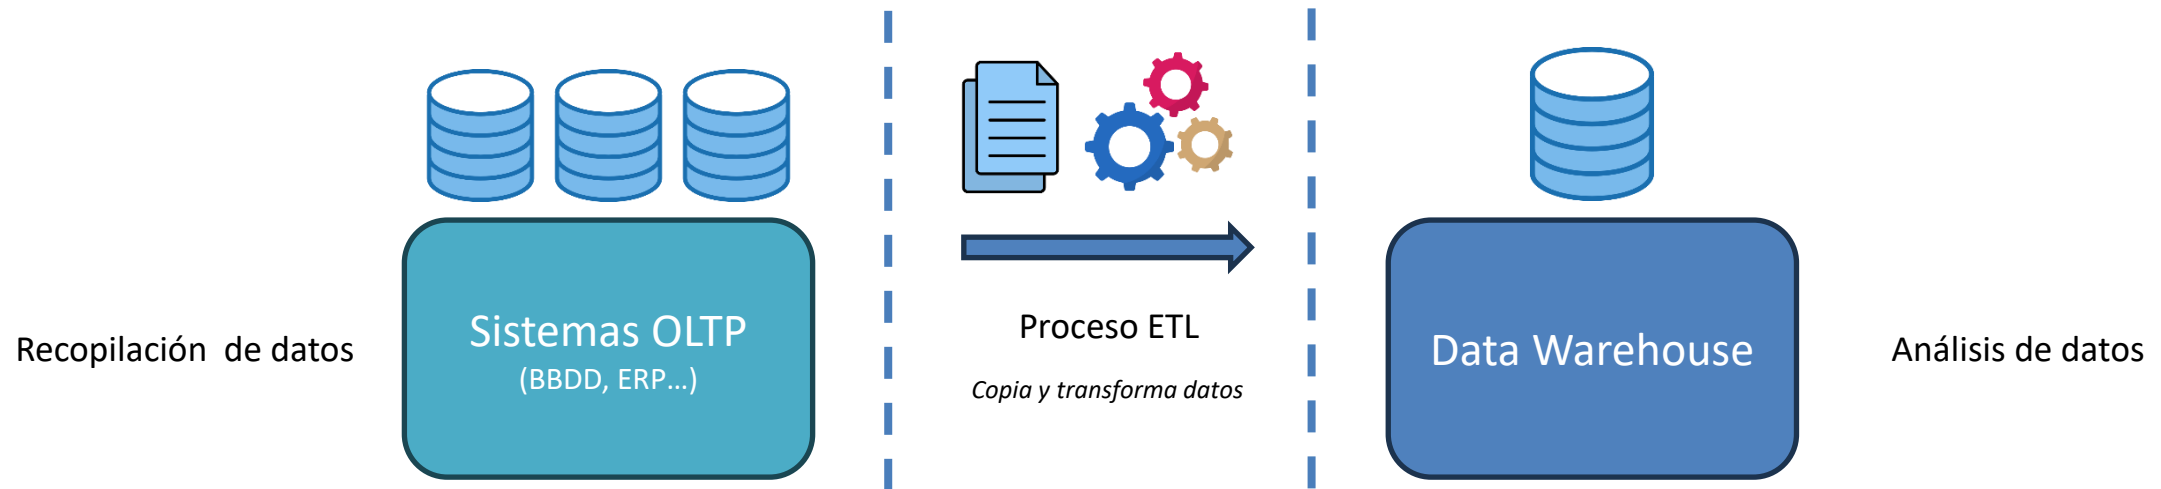 Recopilación  de datos
Sistemas OLTP
(BBDD, ERP...)
Proceso ETL
Copia y transforma datos
Data Warehouse
Análisis de datos